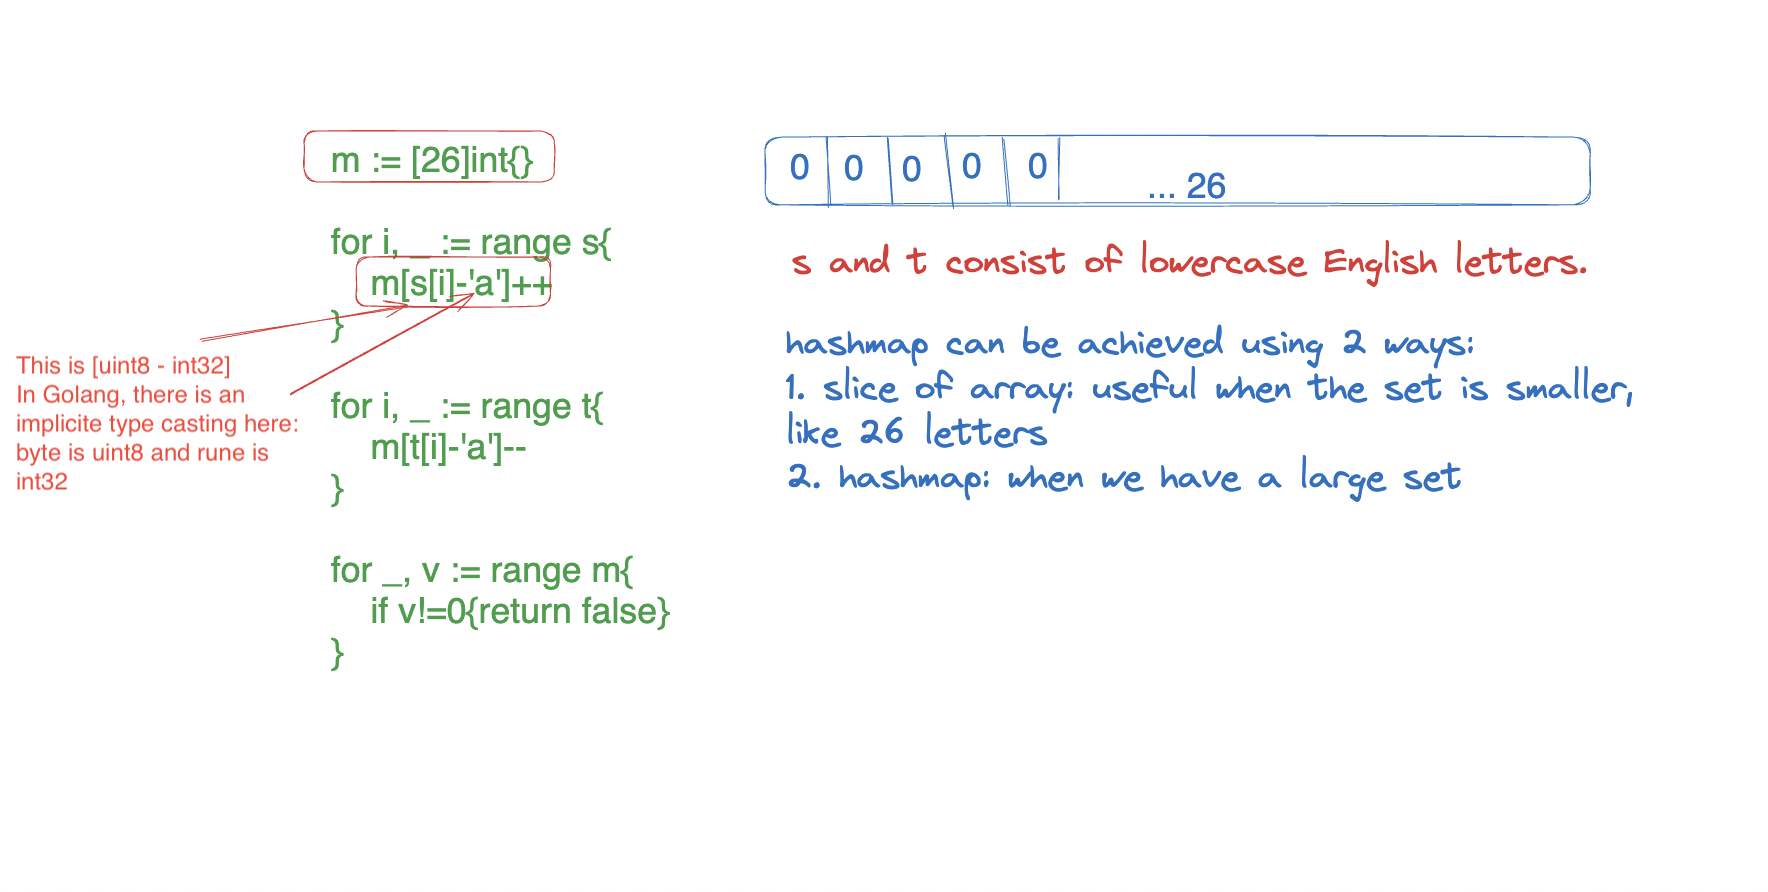 m := [26]int{}
for i, _ := range s{
m[s[i]-'a']++
}
for i, _ := range t{
m[t[i]-'a']--
}
for _, v := range m{
if v!=0{return false}
}
This is [uint8 - int32]
In Golang, there is an
implicite type casting here:
byte is uint8 and rune is
int32
0 0 0 0 0 ... 26
s and t consist of lowercase English letters.
hashmap can be achieved using 2 ways:
1. slice of array: useful when the set is smaller,
like 26 letters
2. hashmap: when we have a large set